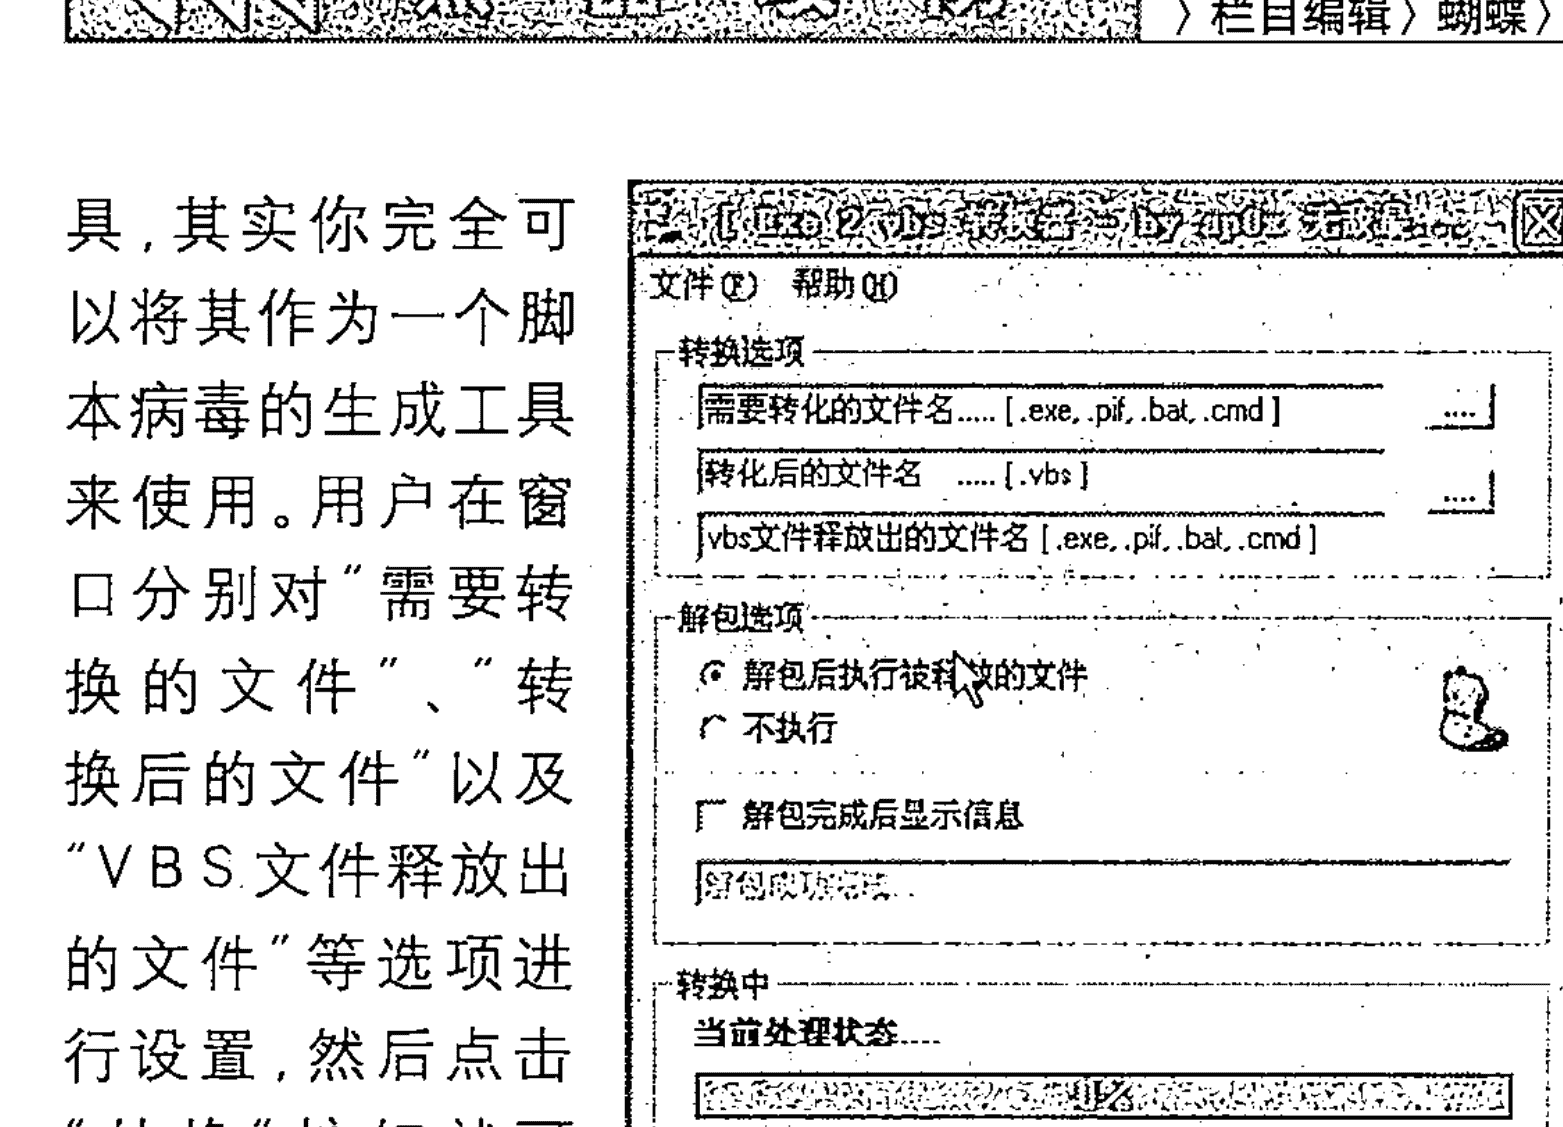 〉栏目编辑〉蝴蝶〉
具,其实你完全可
以将其作为一个脚
本病毒的生成工具
来使用。用户在窗
口分别对"需要转
换的文件"、"转
换后的文件"以及
"VBS文件释放出
的文件"等选项进
行设置,然后点击
[ Exe 2 vbs
文件(F) 帮助(H)
转换选项
需要转化的文件名..... [ .exe, .pif, .bat, .cmd ]
....
转化后的文件名 ..... [ .vbs ]
....
vbs文件释放出的文件名 [ .exe, .pif, .bat, .cmd ]
解包选项
解包后执行被释放的文件
不执行
解包完成后显示信息
转换中
当前处理状态....
0%